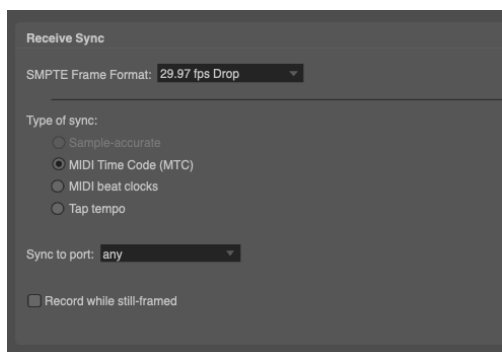 Receive Sync
SMPTE Frame Format: 29.97 fps Drop
Type of sync:
Sample-accurate
MIDI Time Code (MTC)
MIDI beat clocks
Tap tempo
Sync to port: any
Record while still-framed